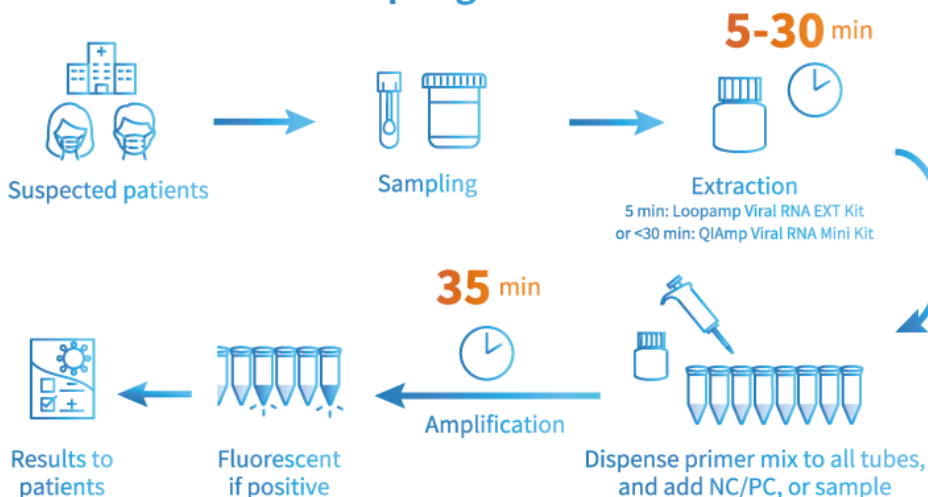 5-30 min
Suspected patients
Sampling
Extraction
5 min: Loopamp Viral RNA EXT Kit
or <30 min: QIAmp Viral RNA Mini Kit
35 min
Amplification
Dispense primer mix to all tubes,
and add NC/PC, or sample
Fluorescent
if positive
Results to
patients